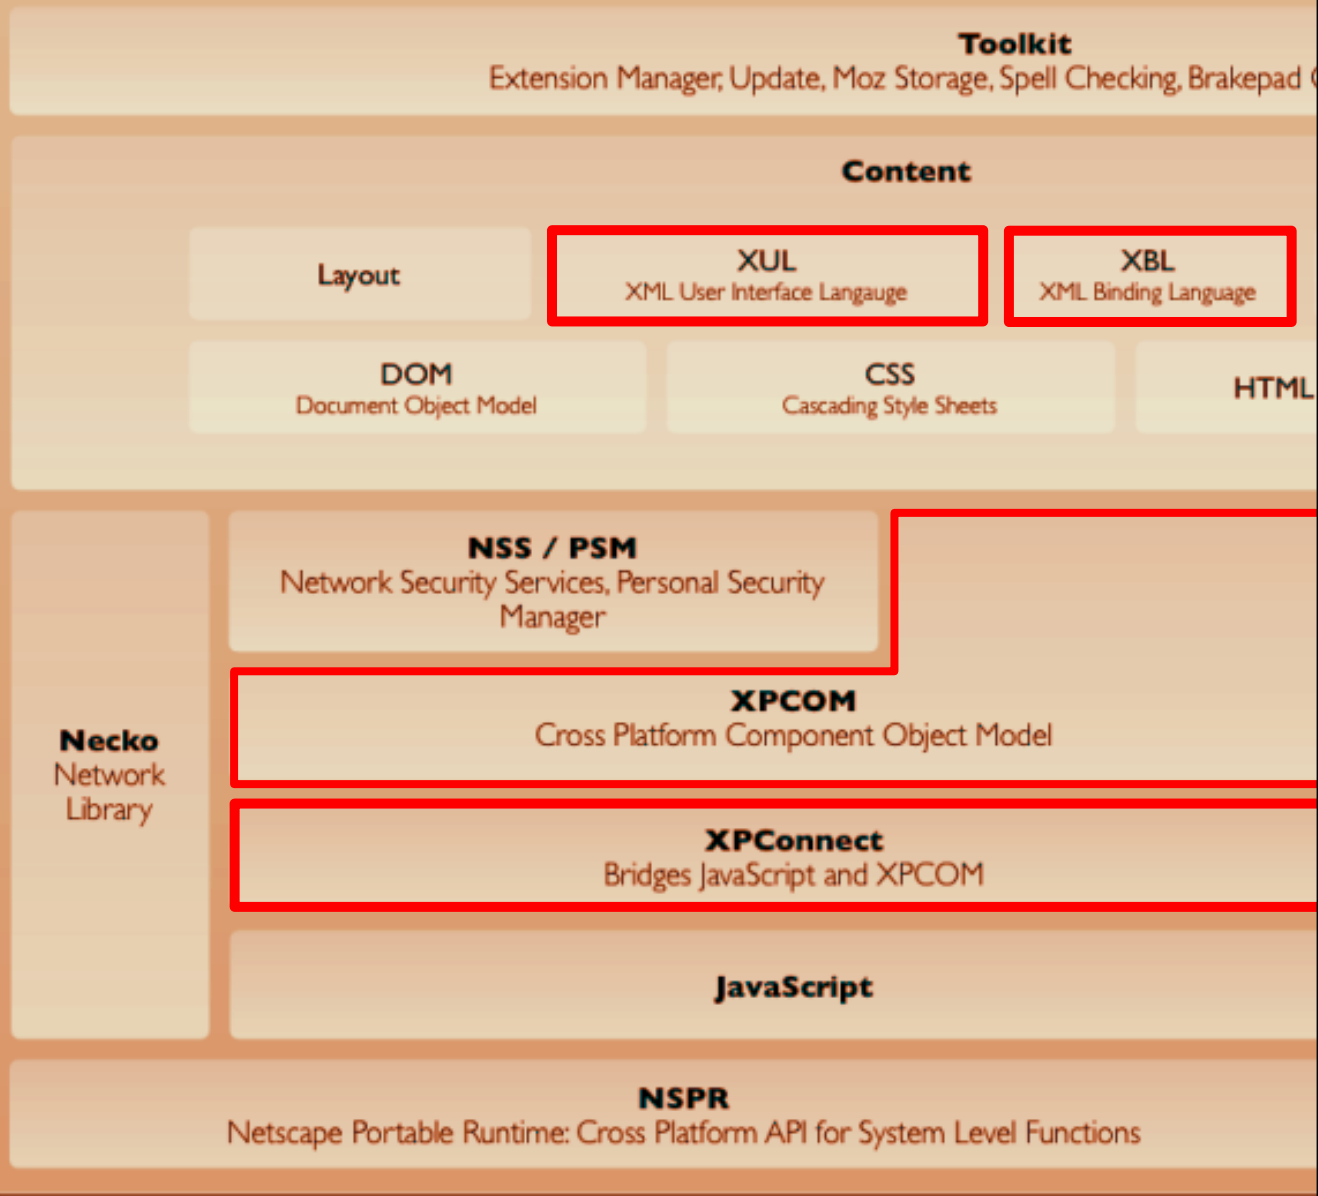 Toolkit
Extension Manager, Update, Moz Storage, Spell Checking, Brakepad
Content
Layout
XUL
XML User Interface Langauge
XBL
XML Binding Language
DOM
Document Object Model
CSS
Cascading Style Sheets
HTML
NSS / PSM
Network Security Services, Personal Security
Manager
XPCOM
Cross Platform Component Object Model
Necko
Network
Library
XPConnect
Bridges JavaScript and XPCOM
JavaScript
NSPR
Netscape Portable Runtime: Cross Platform API for System Level Functions